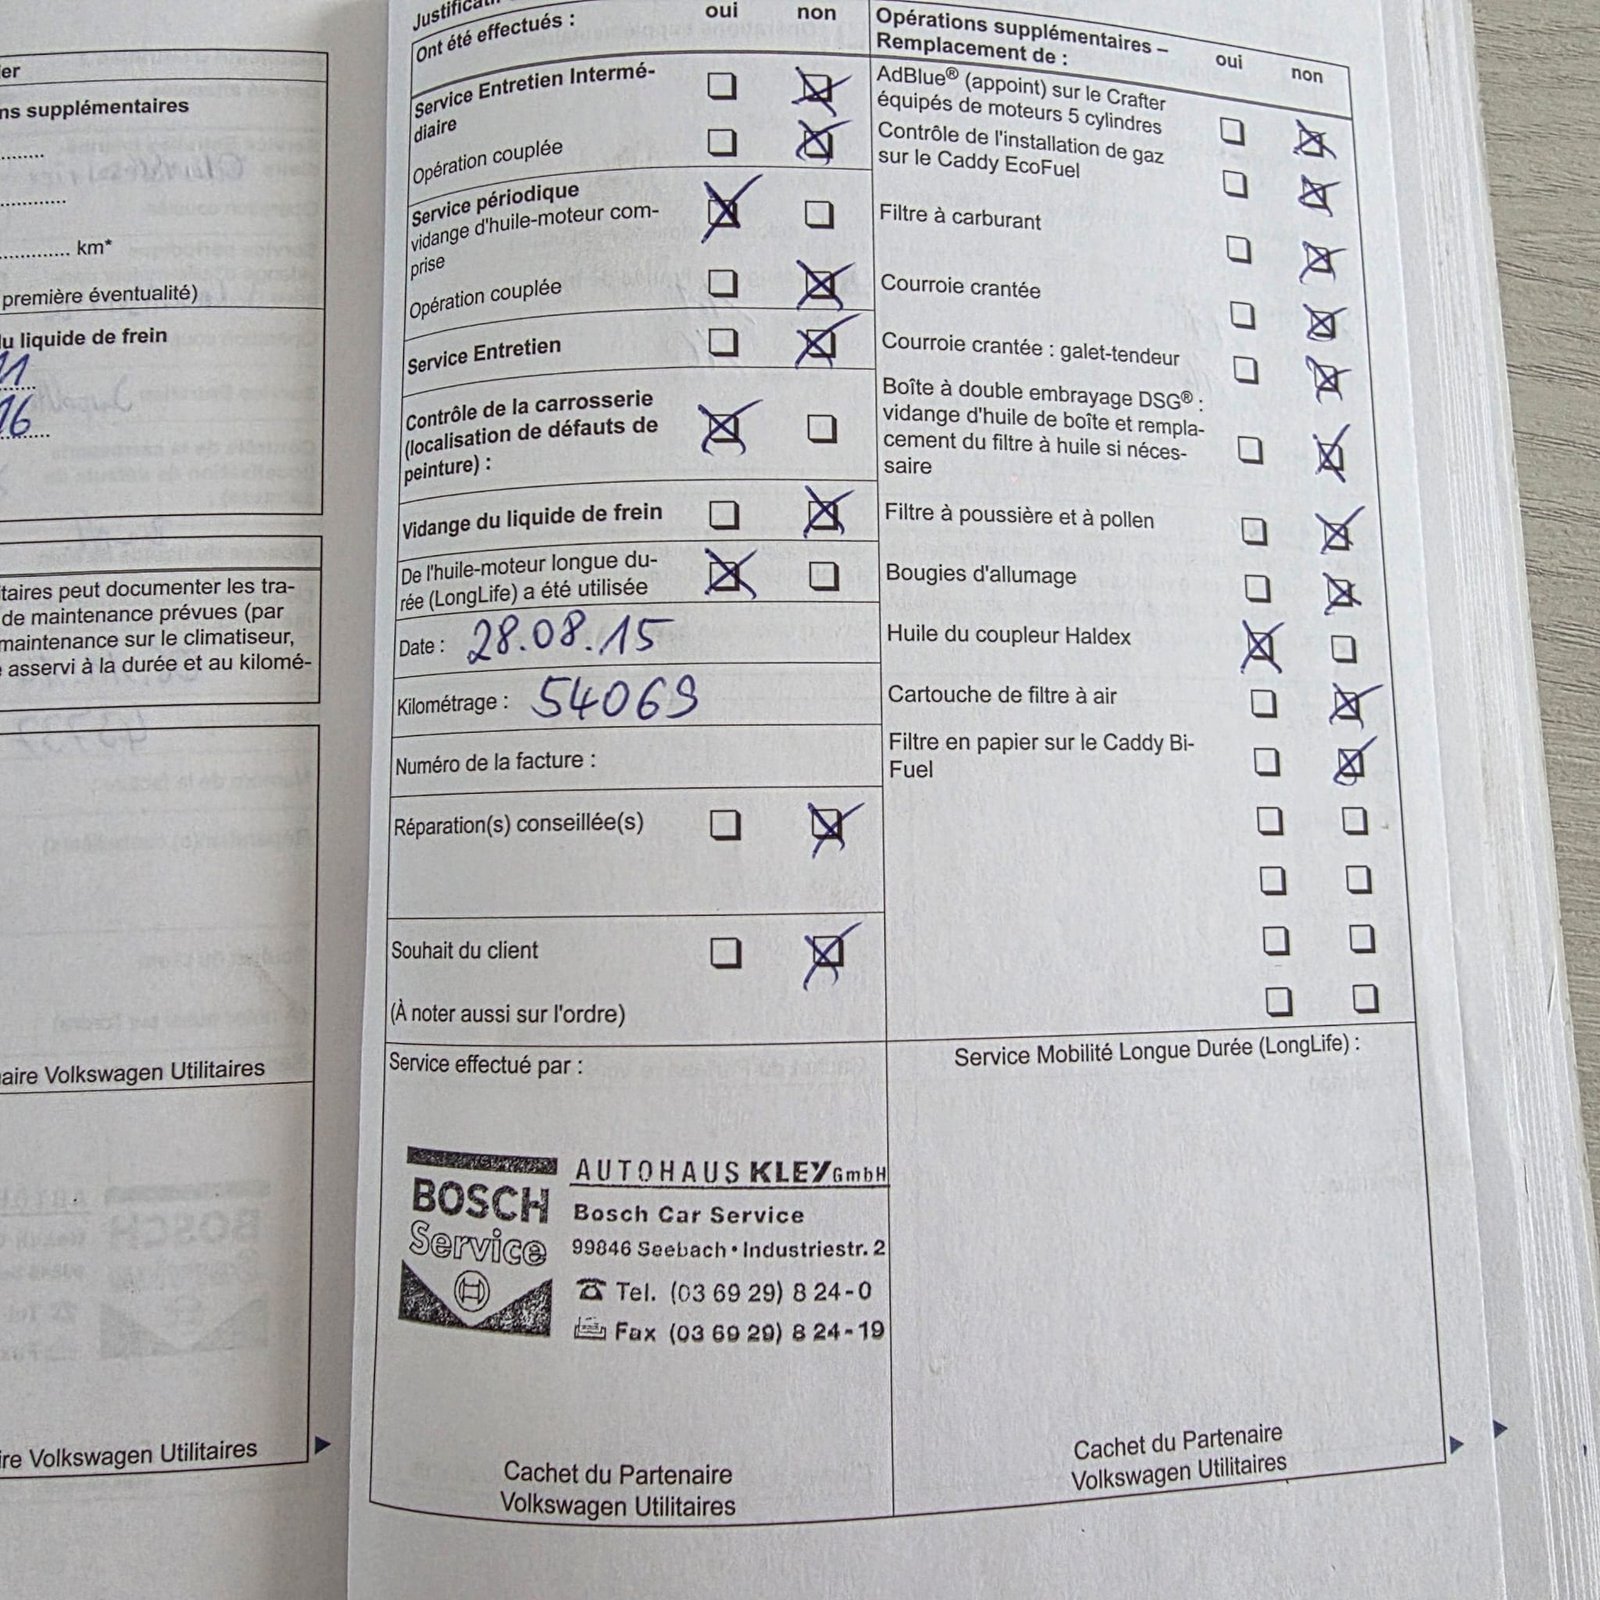 er
ns supplémentaires
km*
première éventualité)
u liquide de frein
11
16
taires peut documenter les tra-
de maintenance prévues (par
maintenance sur le climatiseur,
asservi à la durée et au kilomé-
aire Volkswagen Utilitaires
ire Volkswagen Utilitaires
Ont été effectués :
oui
non
Service Entretien Intermé-
diaire
Opération couplée
Service périodique
vidange d'huile-moteur com-
prise
Opération couplée
Service Entretien
Contrôle de la carrosserie
(localisation de défauts de
peinture) :
Vidange du liquide de frein
De l'huile-moteur longue du-
rée (LongLife) a été utilisée
Date : 28.08.15
Kilométrage : 54069
Numéro de la facture :
Réparation(s) conseillée(s)
Souhait du client
(À noter aussi sur l'ordre)
Service effectué par :
BOSCH
Service
AUTOHAUS KLEY GmbH
Bosch Car Service
99846 Seebach • Industriestr. 2
Tel. (03 69 29) 8 24-0
Fax (03 69 29) 8 24-19
Cachet du Partenaire
Volkswagen Utilitaires
Opérations supplémentaires –
Remplacement de :
oui
non
AdBlue® (appoint) sur le Crafter
équipés de moteurs 5 cylindres
Contrôle de l'installation de gaz
sur le Caddy EcoFuel
Filtre à carburant
Courroie crantée
Courroie crantée : galet-tendeur
Boîte à double embrayage DSG® :
vidange d'huile de boîte et rempla-
cement du filtre à huile si néces-
saire
Filtre à poussière et à pollen
Bougies d'allumage
Huile du coupleur Haldex
Cartouche de filtre à air
Filtre en papier sur le Caddy Bi-
Fuel
Service Mobilité Longue Durée (LongLife) :
Cachet du Partenaire
Volkswagen Utilitaires